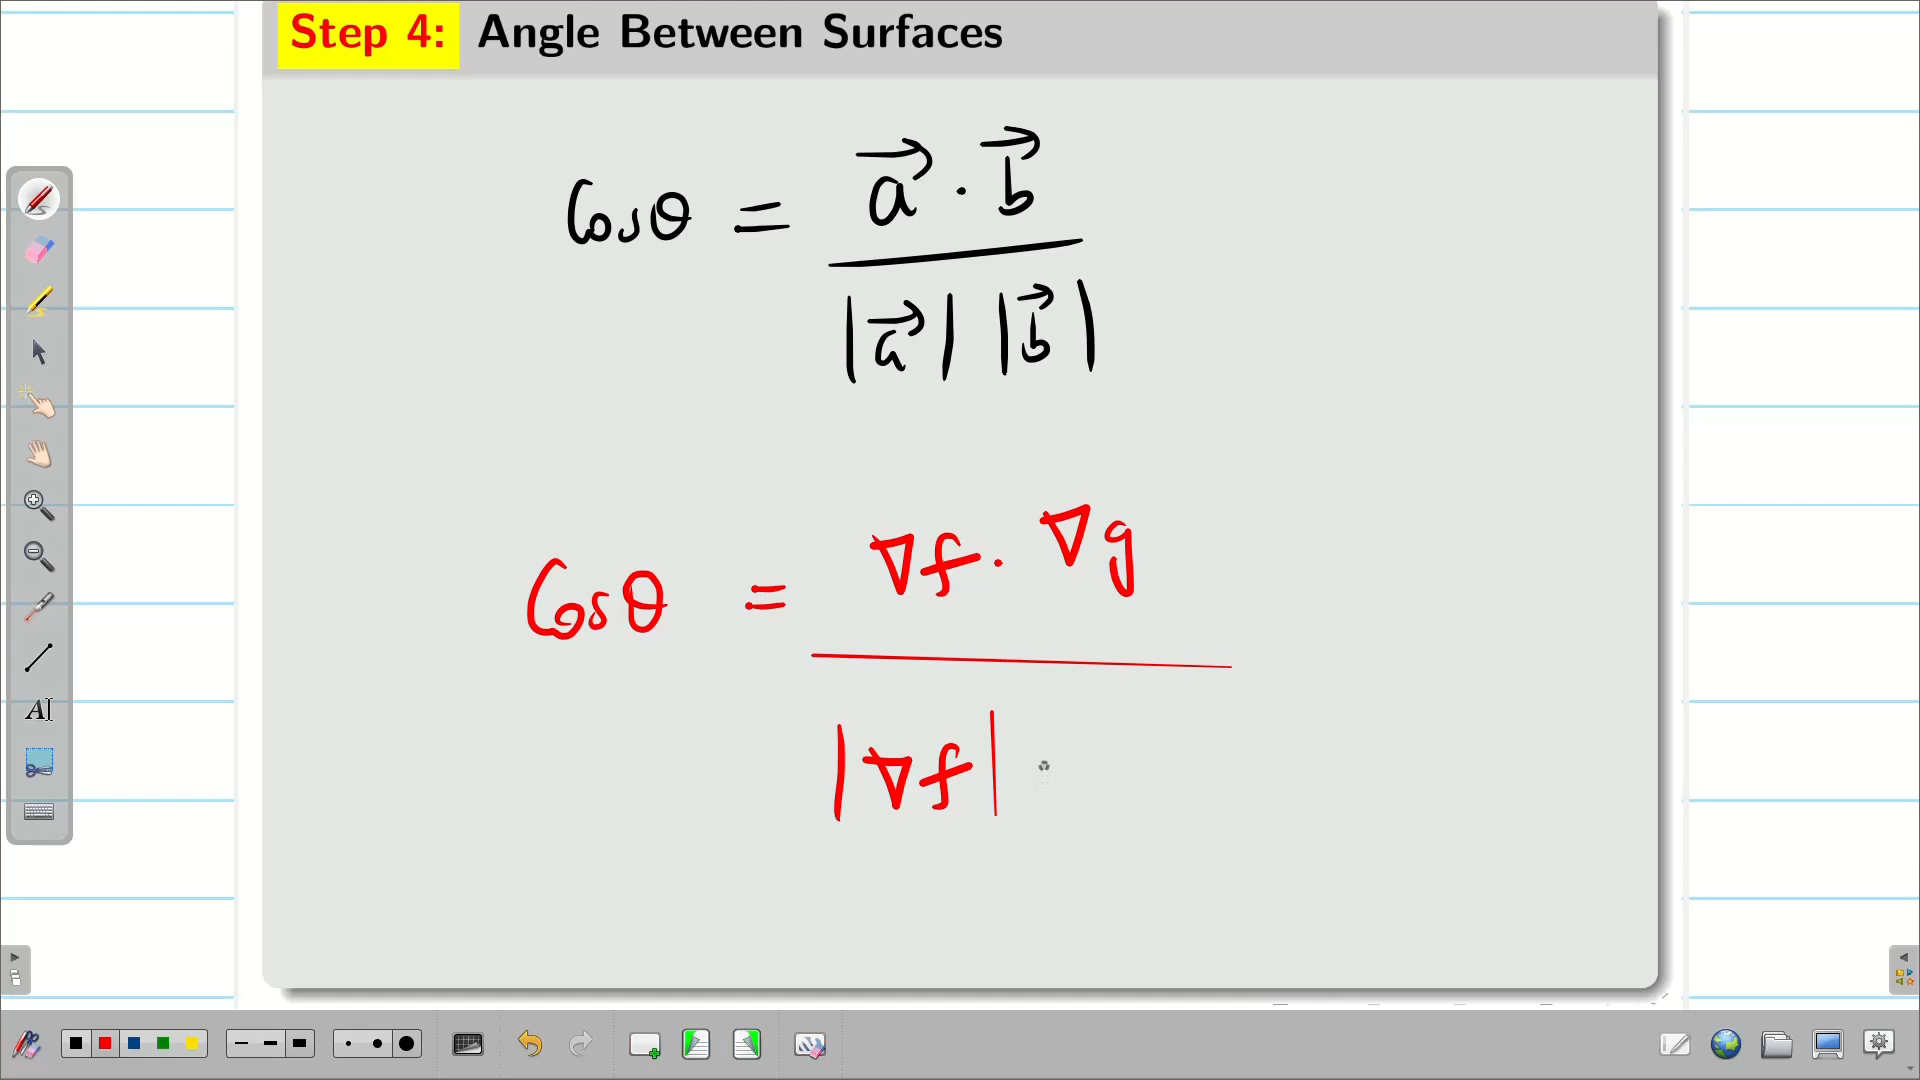 Step 4: Angle Between Surfaces
Cosθ = a⃗ · b⃗ / |a⃗| |b⃗|
Cosθ = ∇f · ∇g / |∇f|